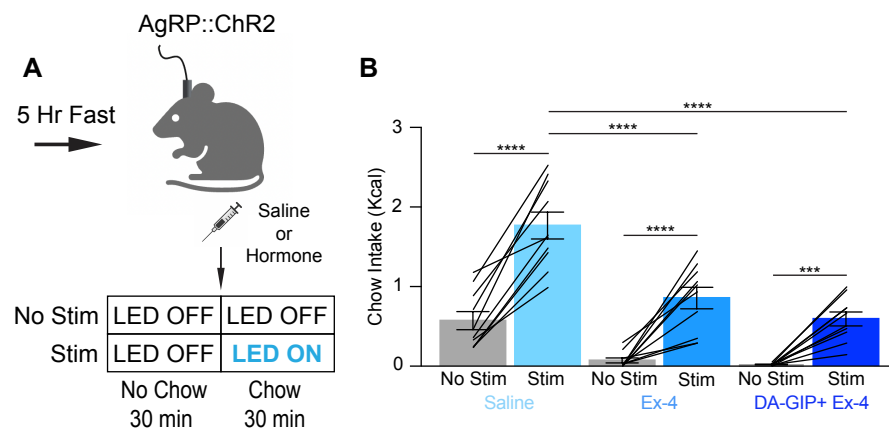 AgRP::ChR2
A
5 Hr Fast
Saline
or
Hormone
No Stim LED OFF LED OFF
Stim LED OFF LED ON
No Chow Chow
30 min 30 min
B
****
****
****
****
***
Chow Intake (Kcal)
3
2
1
0
No Stim Stim No Stim Stim No Stim Stim
Saline Ex-4 DA-GIP+ Ex-4